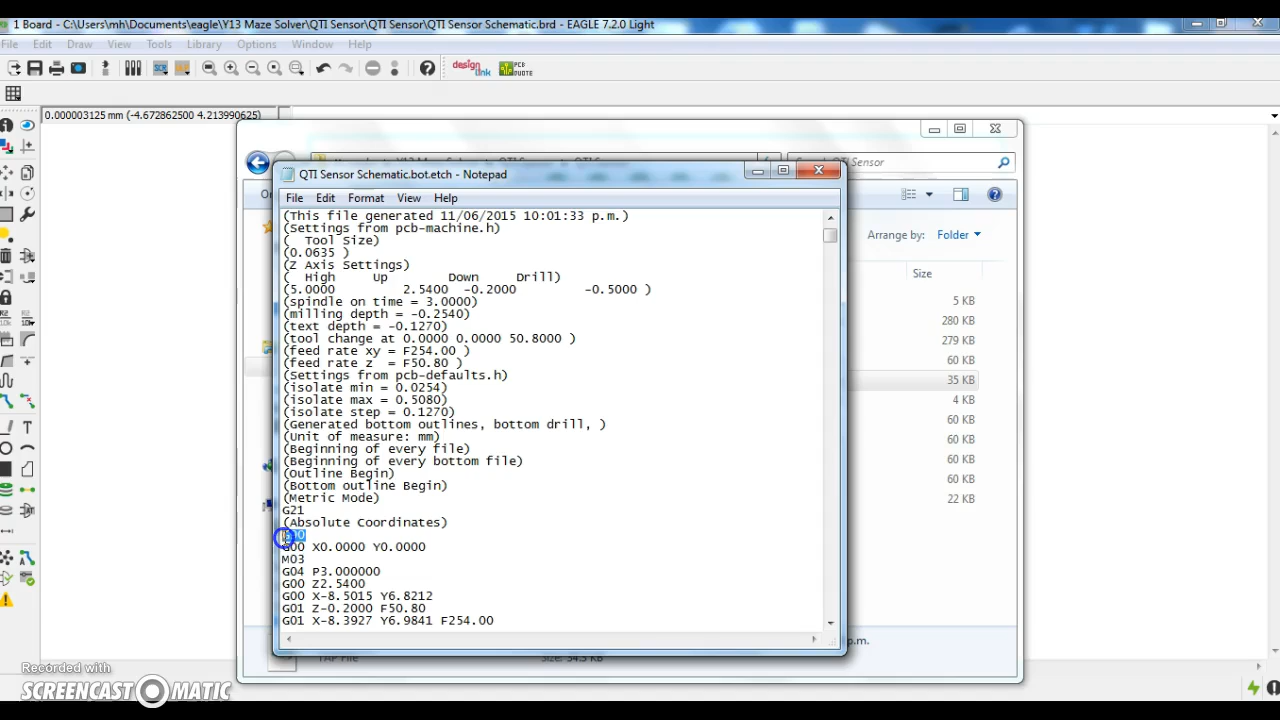 1 Board - C:\Users\mh\Documents\eagle\Y13 Maze Solver\QTI Sensor\QTI Sensor\QTI Sensor Schematic.brd - EAGLE 7.2.0 Light
File Edit Draw View Tools Library Options Window Help
design link PCB QUOTE
0.000003125 mm (-4.672862500 4.213990625)
QTI Sensor Schematic.bot.etch - Notepad
File Edit Format View Help
Arrange by: Folder
Size
5 KB
280 KB
279 KB
60 KB
35 KB
4 KB
60 KB
60 KB
60 KB
60 KB
22 KB
(This file generated 11/06/2015 10:01:33 p.m.)
(Settings from pcb-machine.h)
( Tool Size)
(0.0635 )
(Z Axis Settings)
( High Up Down Drill)
(5.0000 2.5400 -0.2000 -0.5000 )
(spindle on time = 3.0000)
(milling depth = -0.2540)
(text depth = -0.1270)
(tool change at 0.0000 0.0000 50.8000 )
(feed rate xy = F254.00 )
(feed rate z = F50.80 )
(Settings from pcb-defaults.h)
(isolate min = 0.0254)
(isolate max = 0.5080)
(isolate step = 0.1270)
(Generated bottom outlines, bottom drill, )
(Unit of measure: mm)
(Beginning of every file)
(Beginning of every bottom file)
(Outline Begin)
(Bottom outline Begin)
(Metric Mode)
G21
(Absolute Coordinates)
G00 X0.0000 Y0.0000
M03
G04 P3.000000
G00 Z2.5400
G00 X-8.5015 Y6.8212
G01 Z-0.2000 F50.80
G01 X-8.3927 Y6.9841 F254.00
p.m.
Recorded with
SCREENCAST MATIC